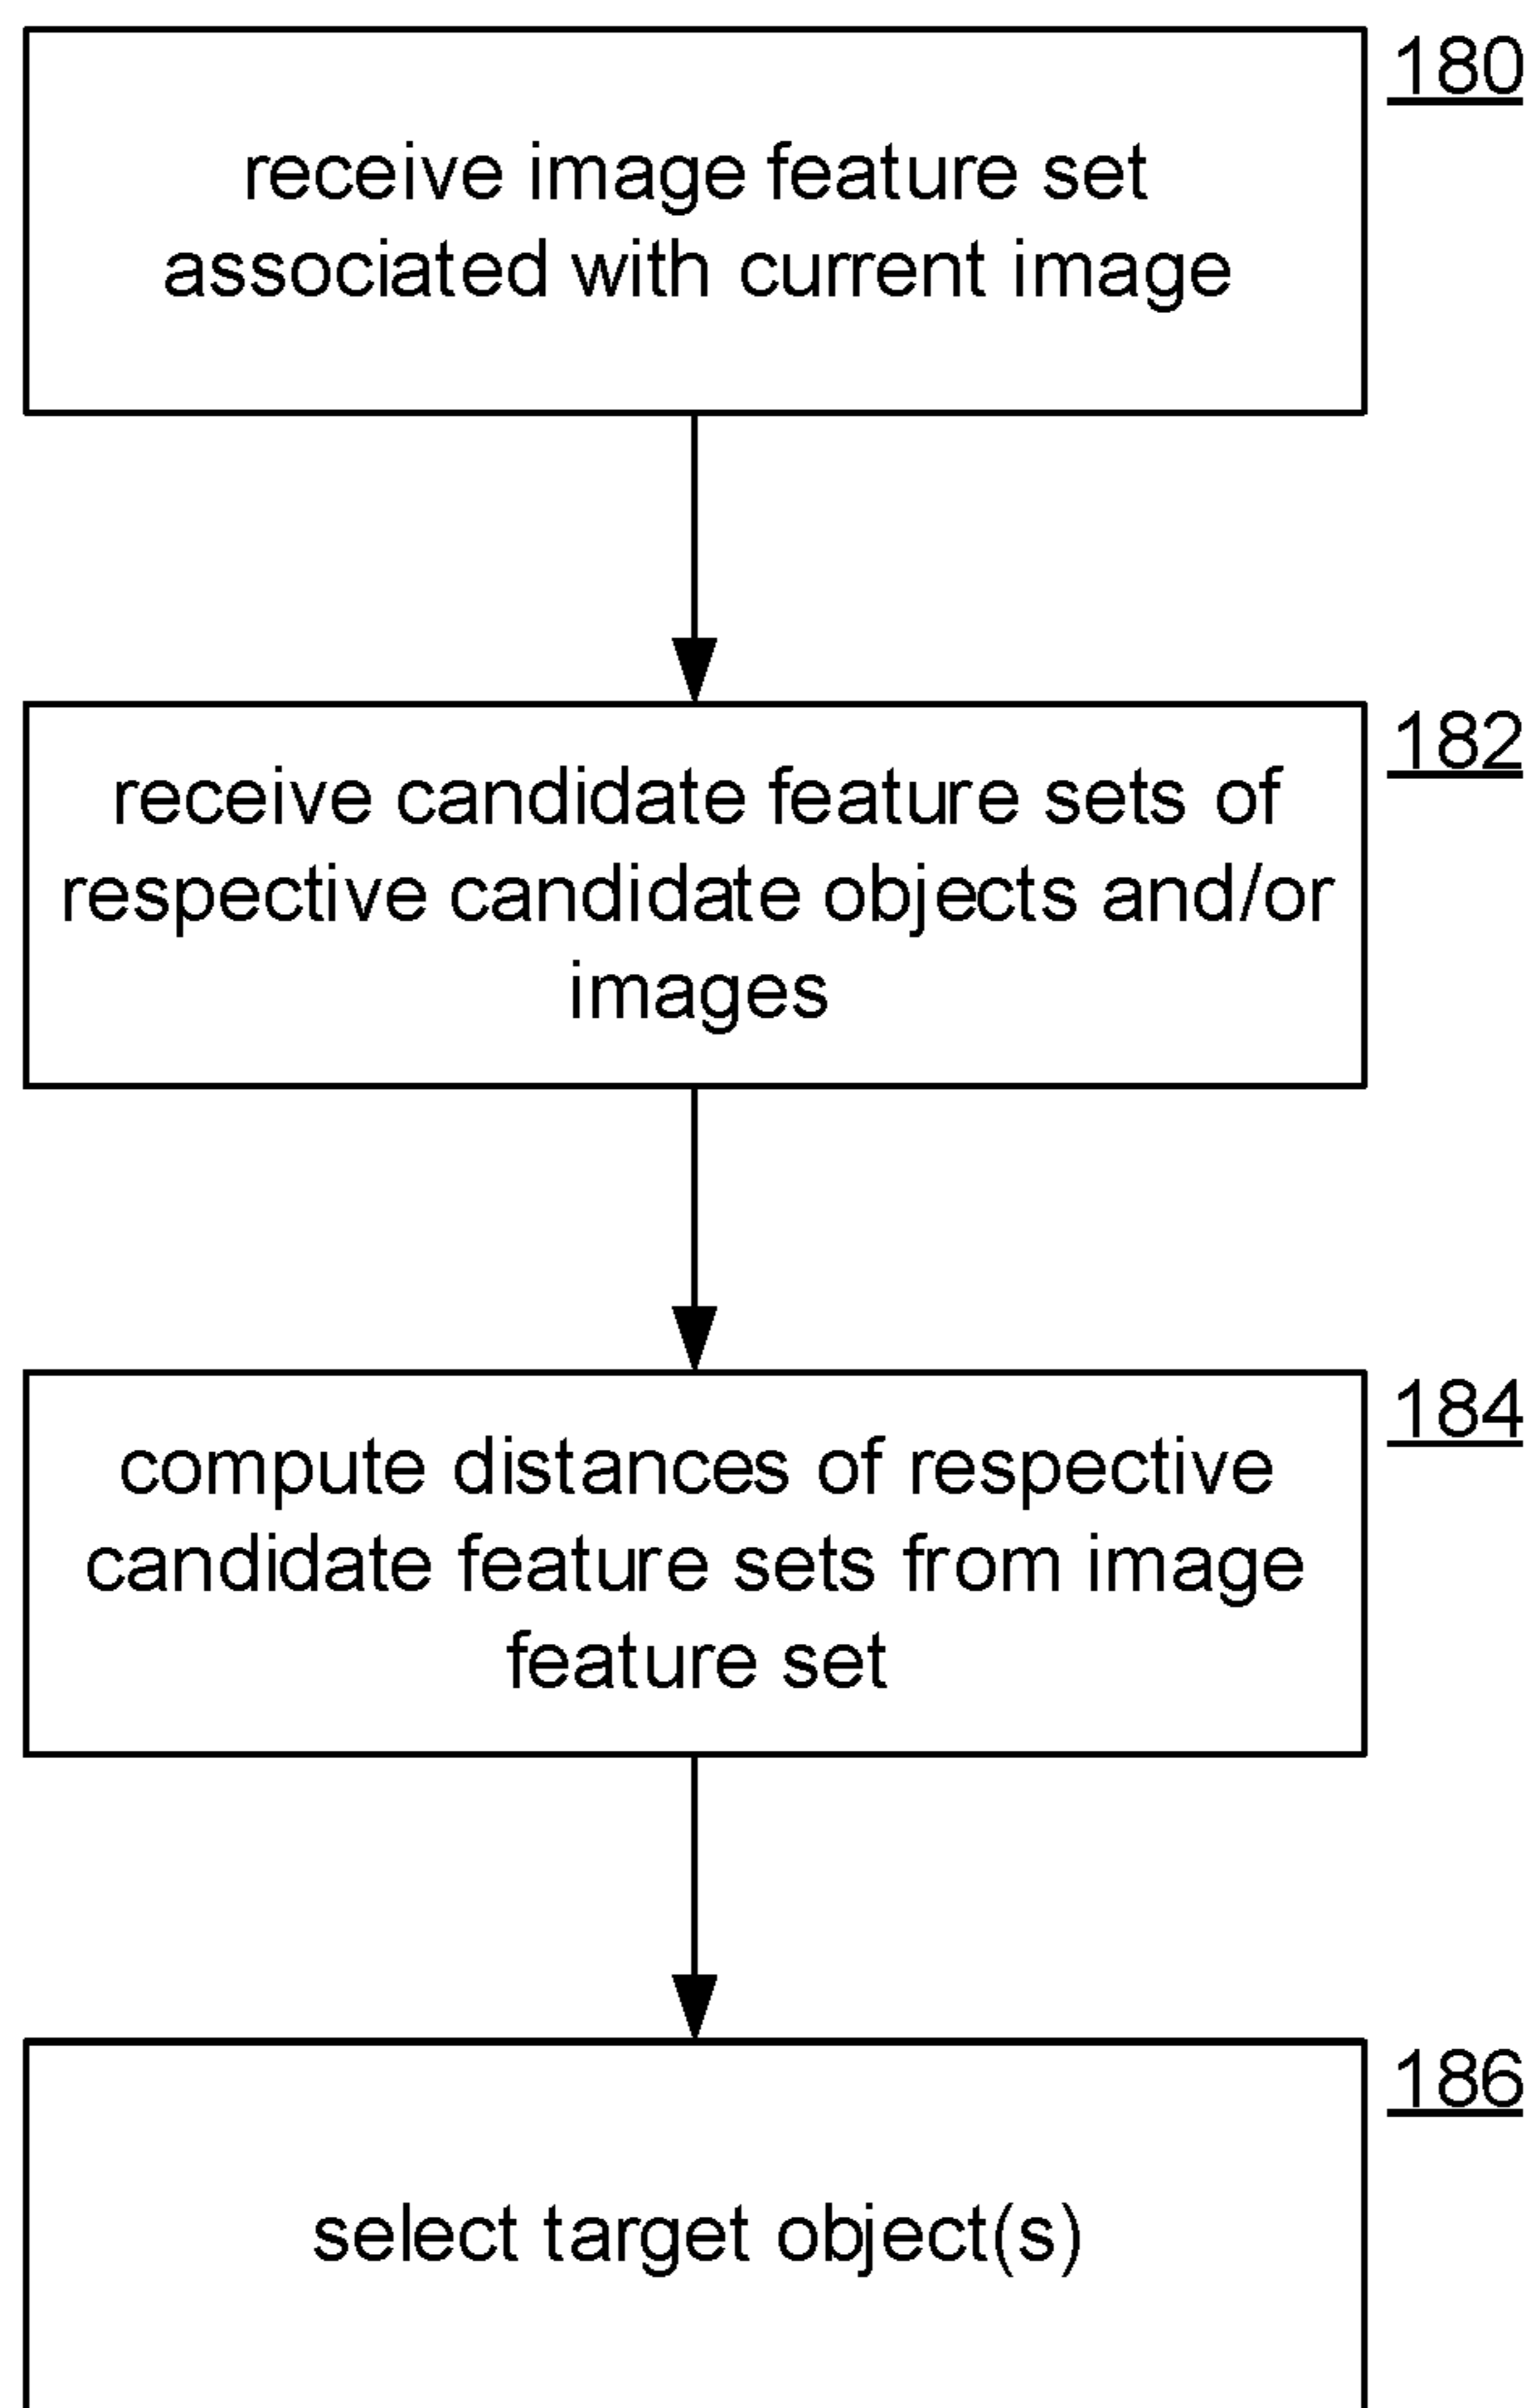 180
receive image feature set
associated with current image
182
receive candidate feature sets of
respective candidate objects and/or
images
184
compute distances of respective
candidate feature sets from image
feature set
186
select target object(s)